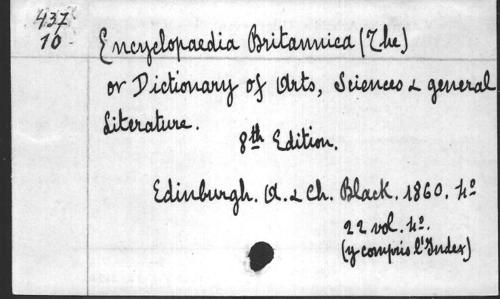 437
10
Encyclopaedia Britannica (The)
or Dictionary of Arts, Sciences & general
Literature.
8th Edition.
Edinburgh. A. & Ch. Black. 1860. 4º
22 vol. 4º.
(y compris l'Index)